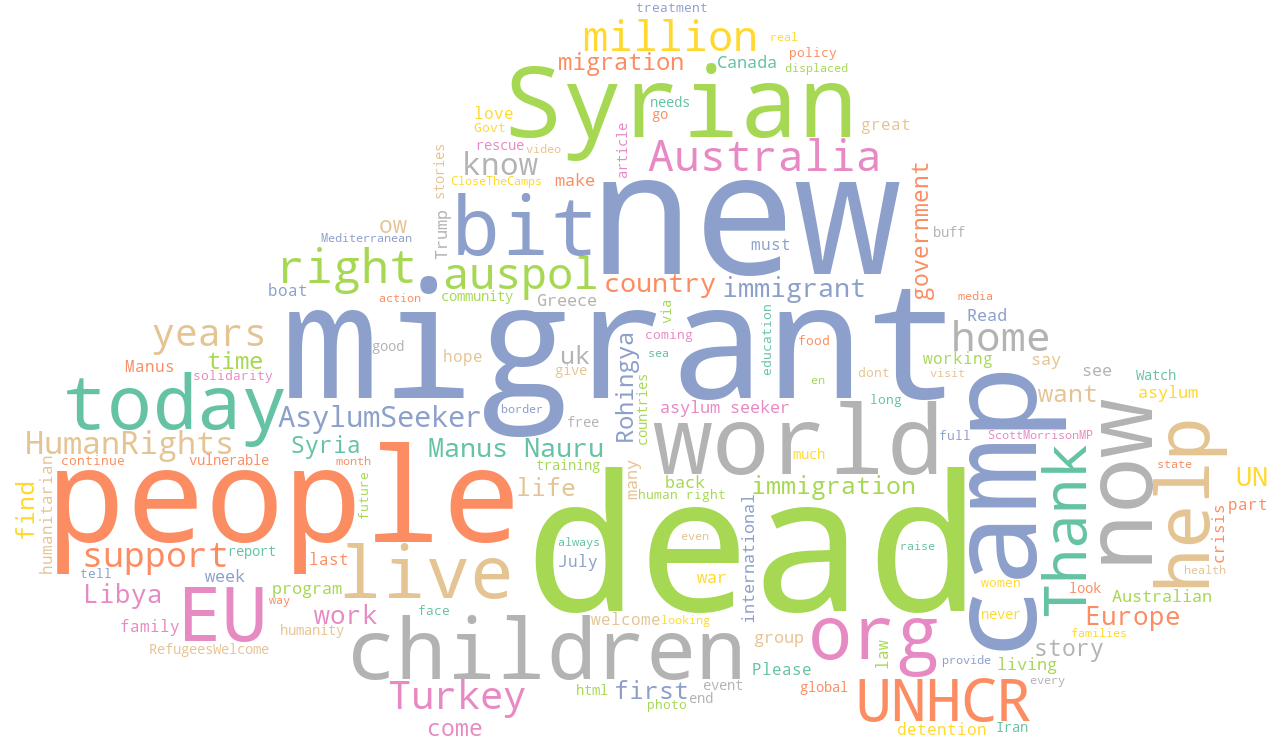 treatment
million
real
migration
policy
Canada
displaced
Syrian
needs
love
go
Govt
great
rescue
video
article
Australia
know
stories
CloseTheCamps
make
new
government
bit
ow
Trump
Mediterranean
must
buff
right
auspol
country
immigrant
boat
action
community
Greece
via
media
Read
migrant
years
coming
education
home
good
uk
Rohingya
sea
food
time
hope
working
say
Manus
solidarity
give
en
dont
visit
see
Watch
today
AsylumSeeker
border
free
countries
asylum seeker
long
camp
want
asylum
HumanRights
Syria
Manus Nauru
world
full
ScottMorrisonMP
now
help
continue
vulnerable
month
people
training
many
back
much
state
UN
humanitarian
find
future
life
human right
immigration
Thank
part
crisis
support
report
last
live
dead
always
even
raise
July
international
tell
week
war
health
Libya
EU
program
women
look
Australian
way
work
face
never
Europe
family
humanity
welcome
looking
families
children
group
org
law
story
RefugeesWelcome
Please
provide
living
Turkey
html
first
event
end
global
UNHCR
every
photo
come
detention
Iran